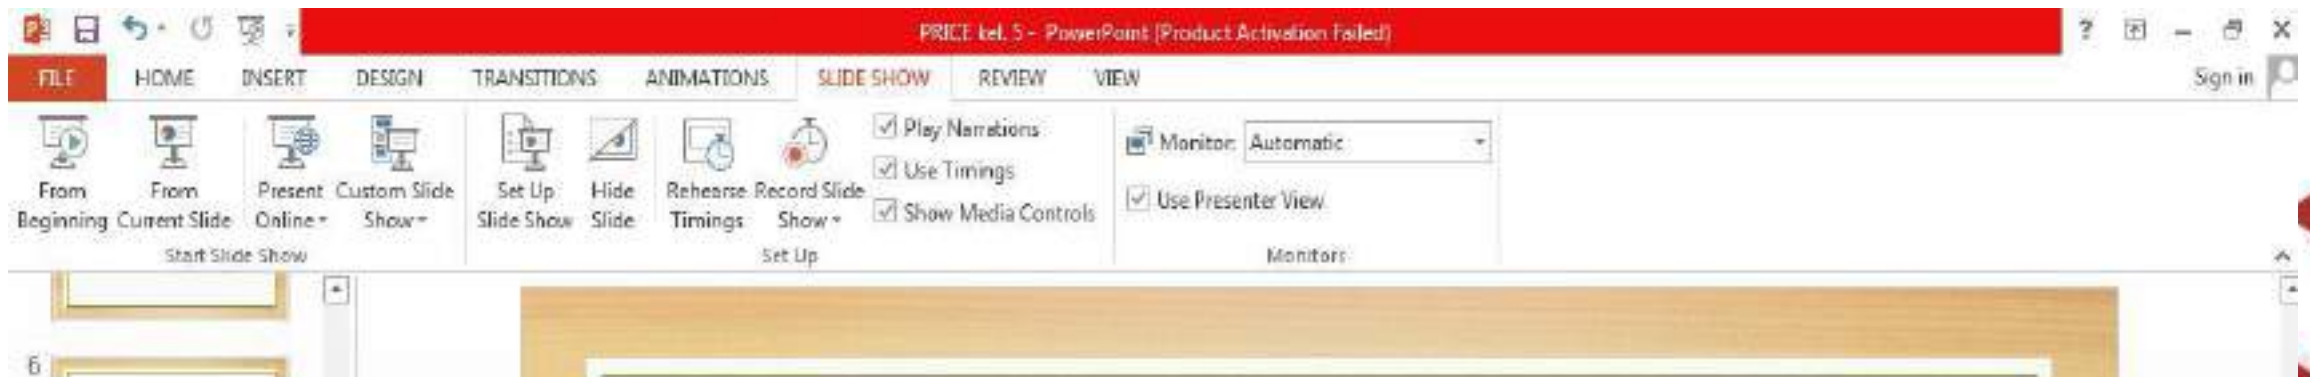 PRICE kel. 5 - PowerPoint (Product Activation Failed)
?
FILE HOME INSERT DESIGN TRANSITIONS ANIMATIONS SLIDE SHOW REVIEW VIEW Sign in
From Beginning
From Current Slide
Present Online
Custom Slide Show
Start Slide Show
Set Up Slide Show
Hide Slide
Rehearse Timings
Record Slide Show
Play Narrations
Use Timings
Show Media Controls
Set Up
Monitor: Automatic
Use Presenter View
Monitors
6